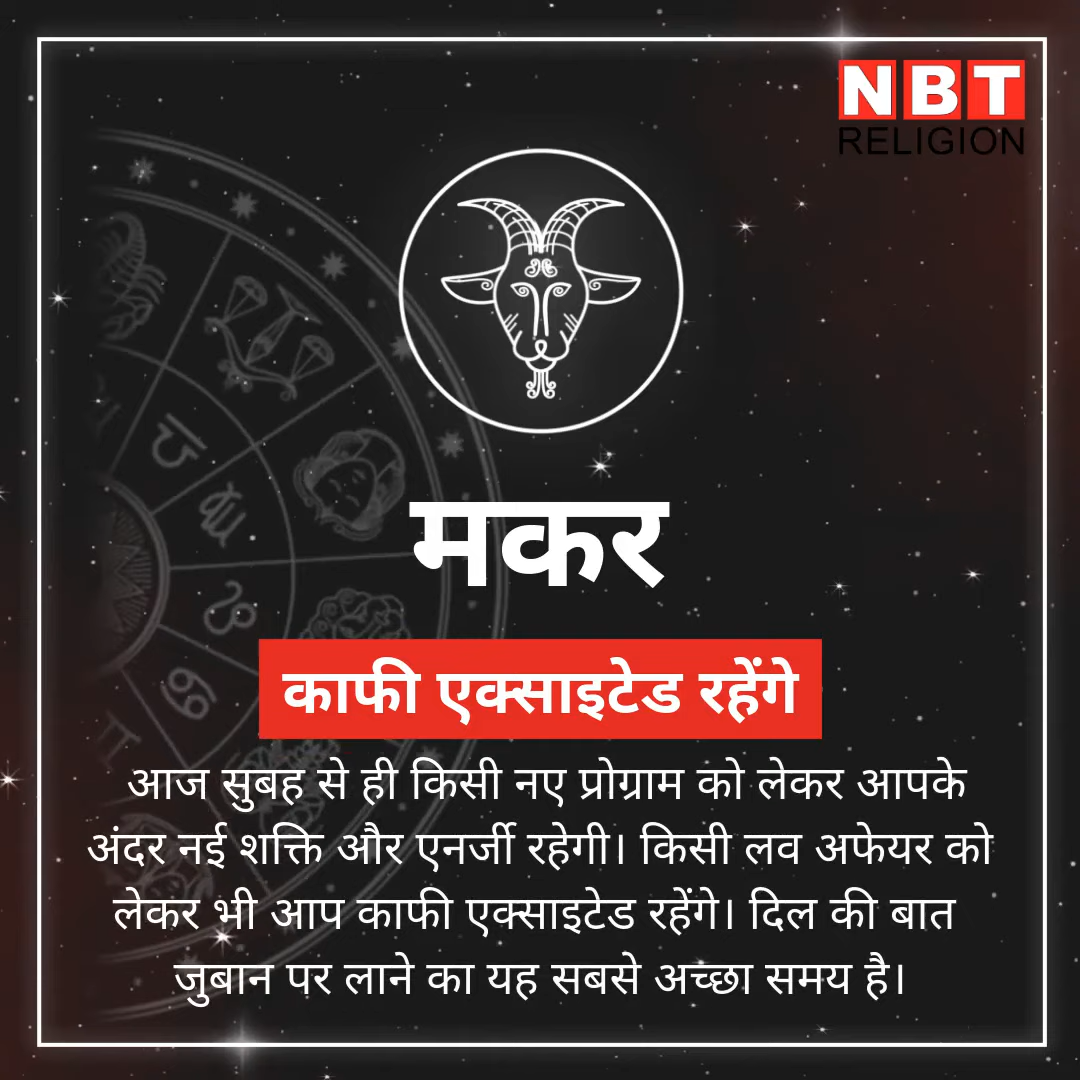 NBT
RELIGION
मकर
काफी एक्साइटेड रहेंगे
आज सुबह से ही किसी नए प्रोग्राम को लेकर आपके
अंदर नई शक्ति और एनर्जी रहेगी। किसी लव अफेयर को
लेकर भी आप काफी एक्साइटेड रहेंगे। दिल की बात
जुबान पर लाने का यह सबसे अच्छा समय है।